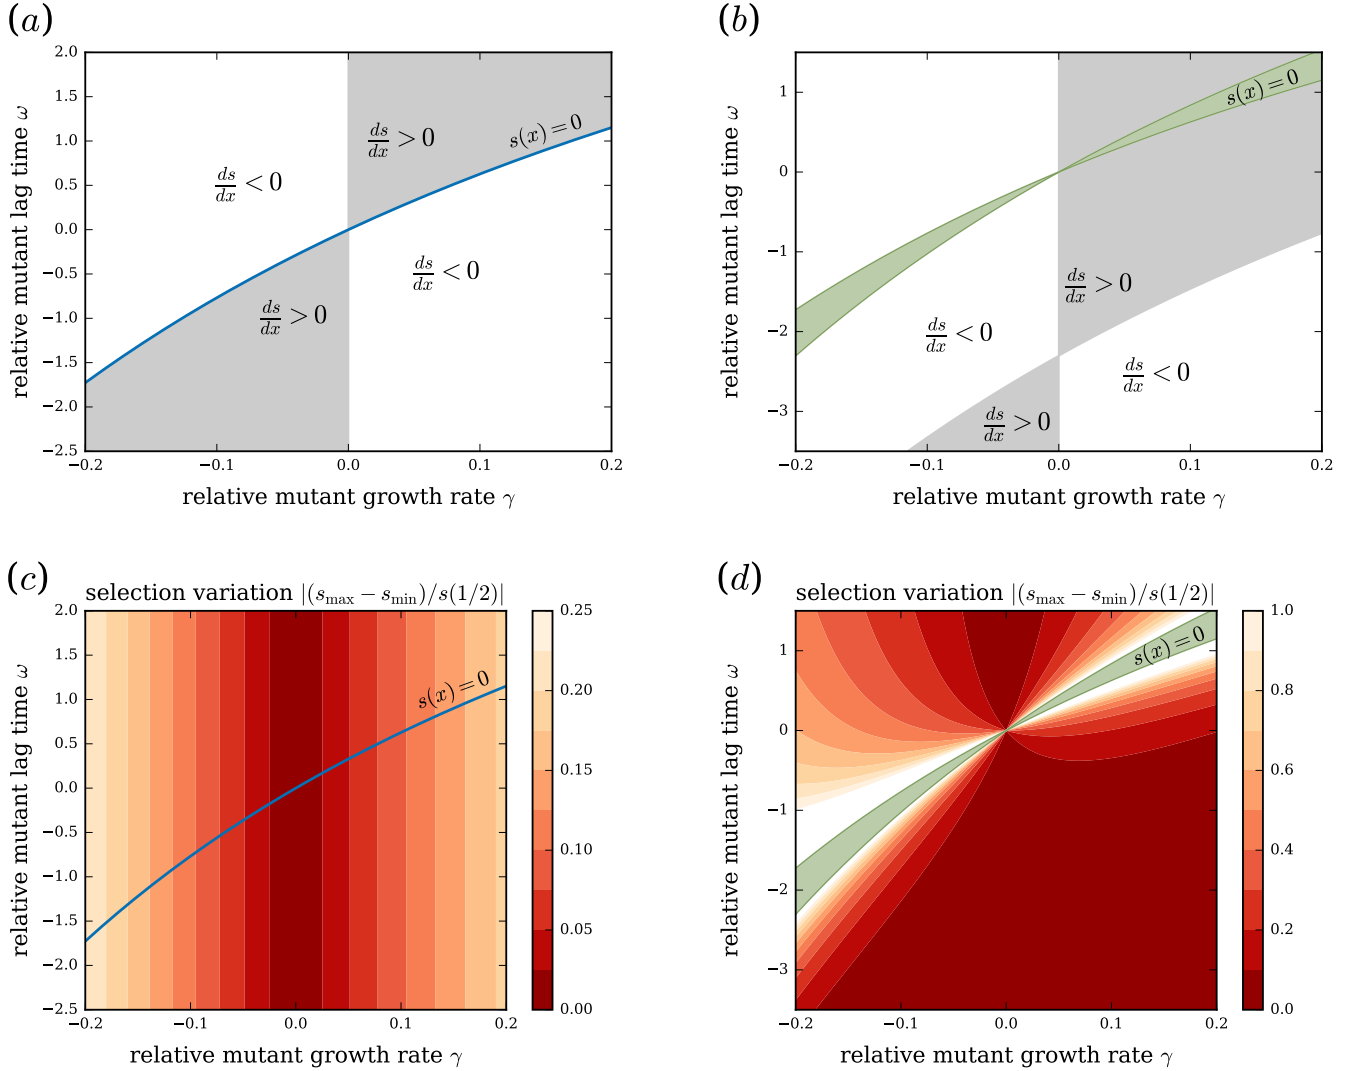 (a)
2.0
1.5
1.0
0.5
0.0
−0.5
−1.0
−1.5
−2.0
−2.5
relative mutant lag time ω
ds/dx < 0
ds/dx > 0
s(x) = 0
ds/dx > 0
ds/dx < 0
−0.2 −0.1 0.0 0.1 0.2
relative mutant growth rate γ
(b)
1
0
−1
−2
−3
relative mutant lag time ω
s(x) = 0
ds/dx > 0
ds/dx < 0
ds/dx < 0
ds/dx > 0
−0.2 −0.1 0.0 0.1 0.2
relative mutant growth rate γ
(c)
selection variation |(s_max − s_min)/s(1/2)|
2.0
1.5
1.0
0.5
0.0
−0.5
−1.0
−1.5
−2.0
−2.5
relative mutant lag time ω
s(x) = 0
−0.2 −0.1 0.0 0.1 0.2
relative mutant growth rate γ
0.25
0.20
0.15
0.10
0.05
0.00
(d)
selection variation |(s_max − s_min)/s(1/2)|
1
0
−1
−2
−3
relative mutant lag time ω
s(x) = 0
−0.2 −0.1 0.0 0.1 0.2
relative mutant growth rate γ
1.0
0.8
0.6
0.4
0.2
0.0